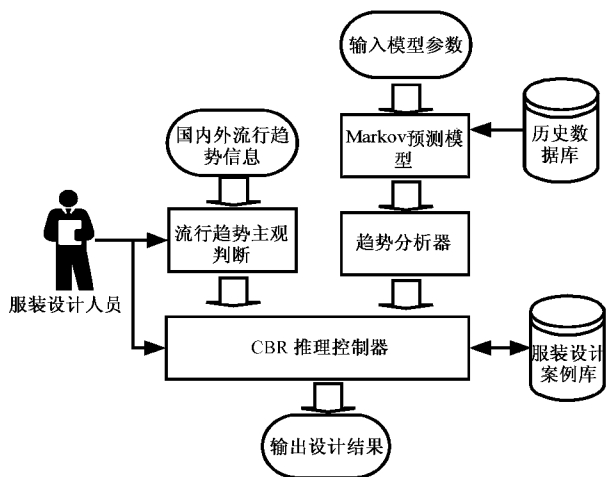 输入模型参数
国内外流行趋
势信息
Markov预测模
型
历史数
据库
流行趋势主观
判断
趋势分析器
服装设计人员
CBR 推理控制器
服装设计
案例库
输出设计结果